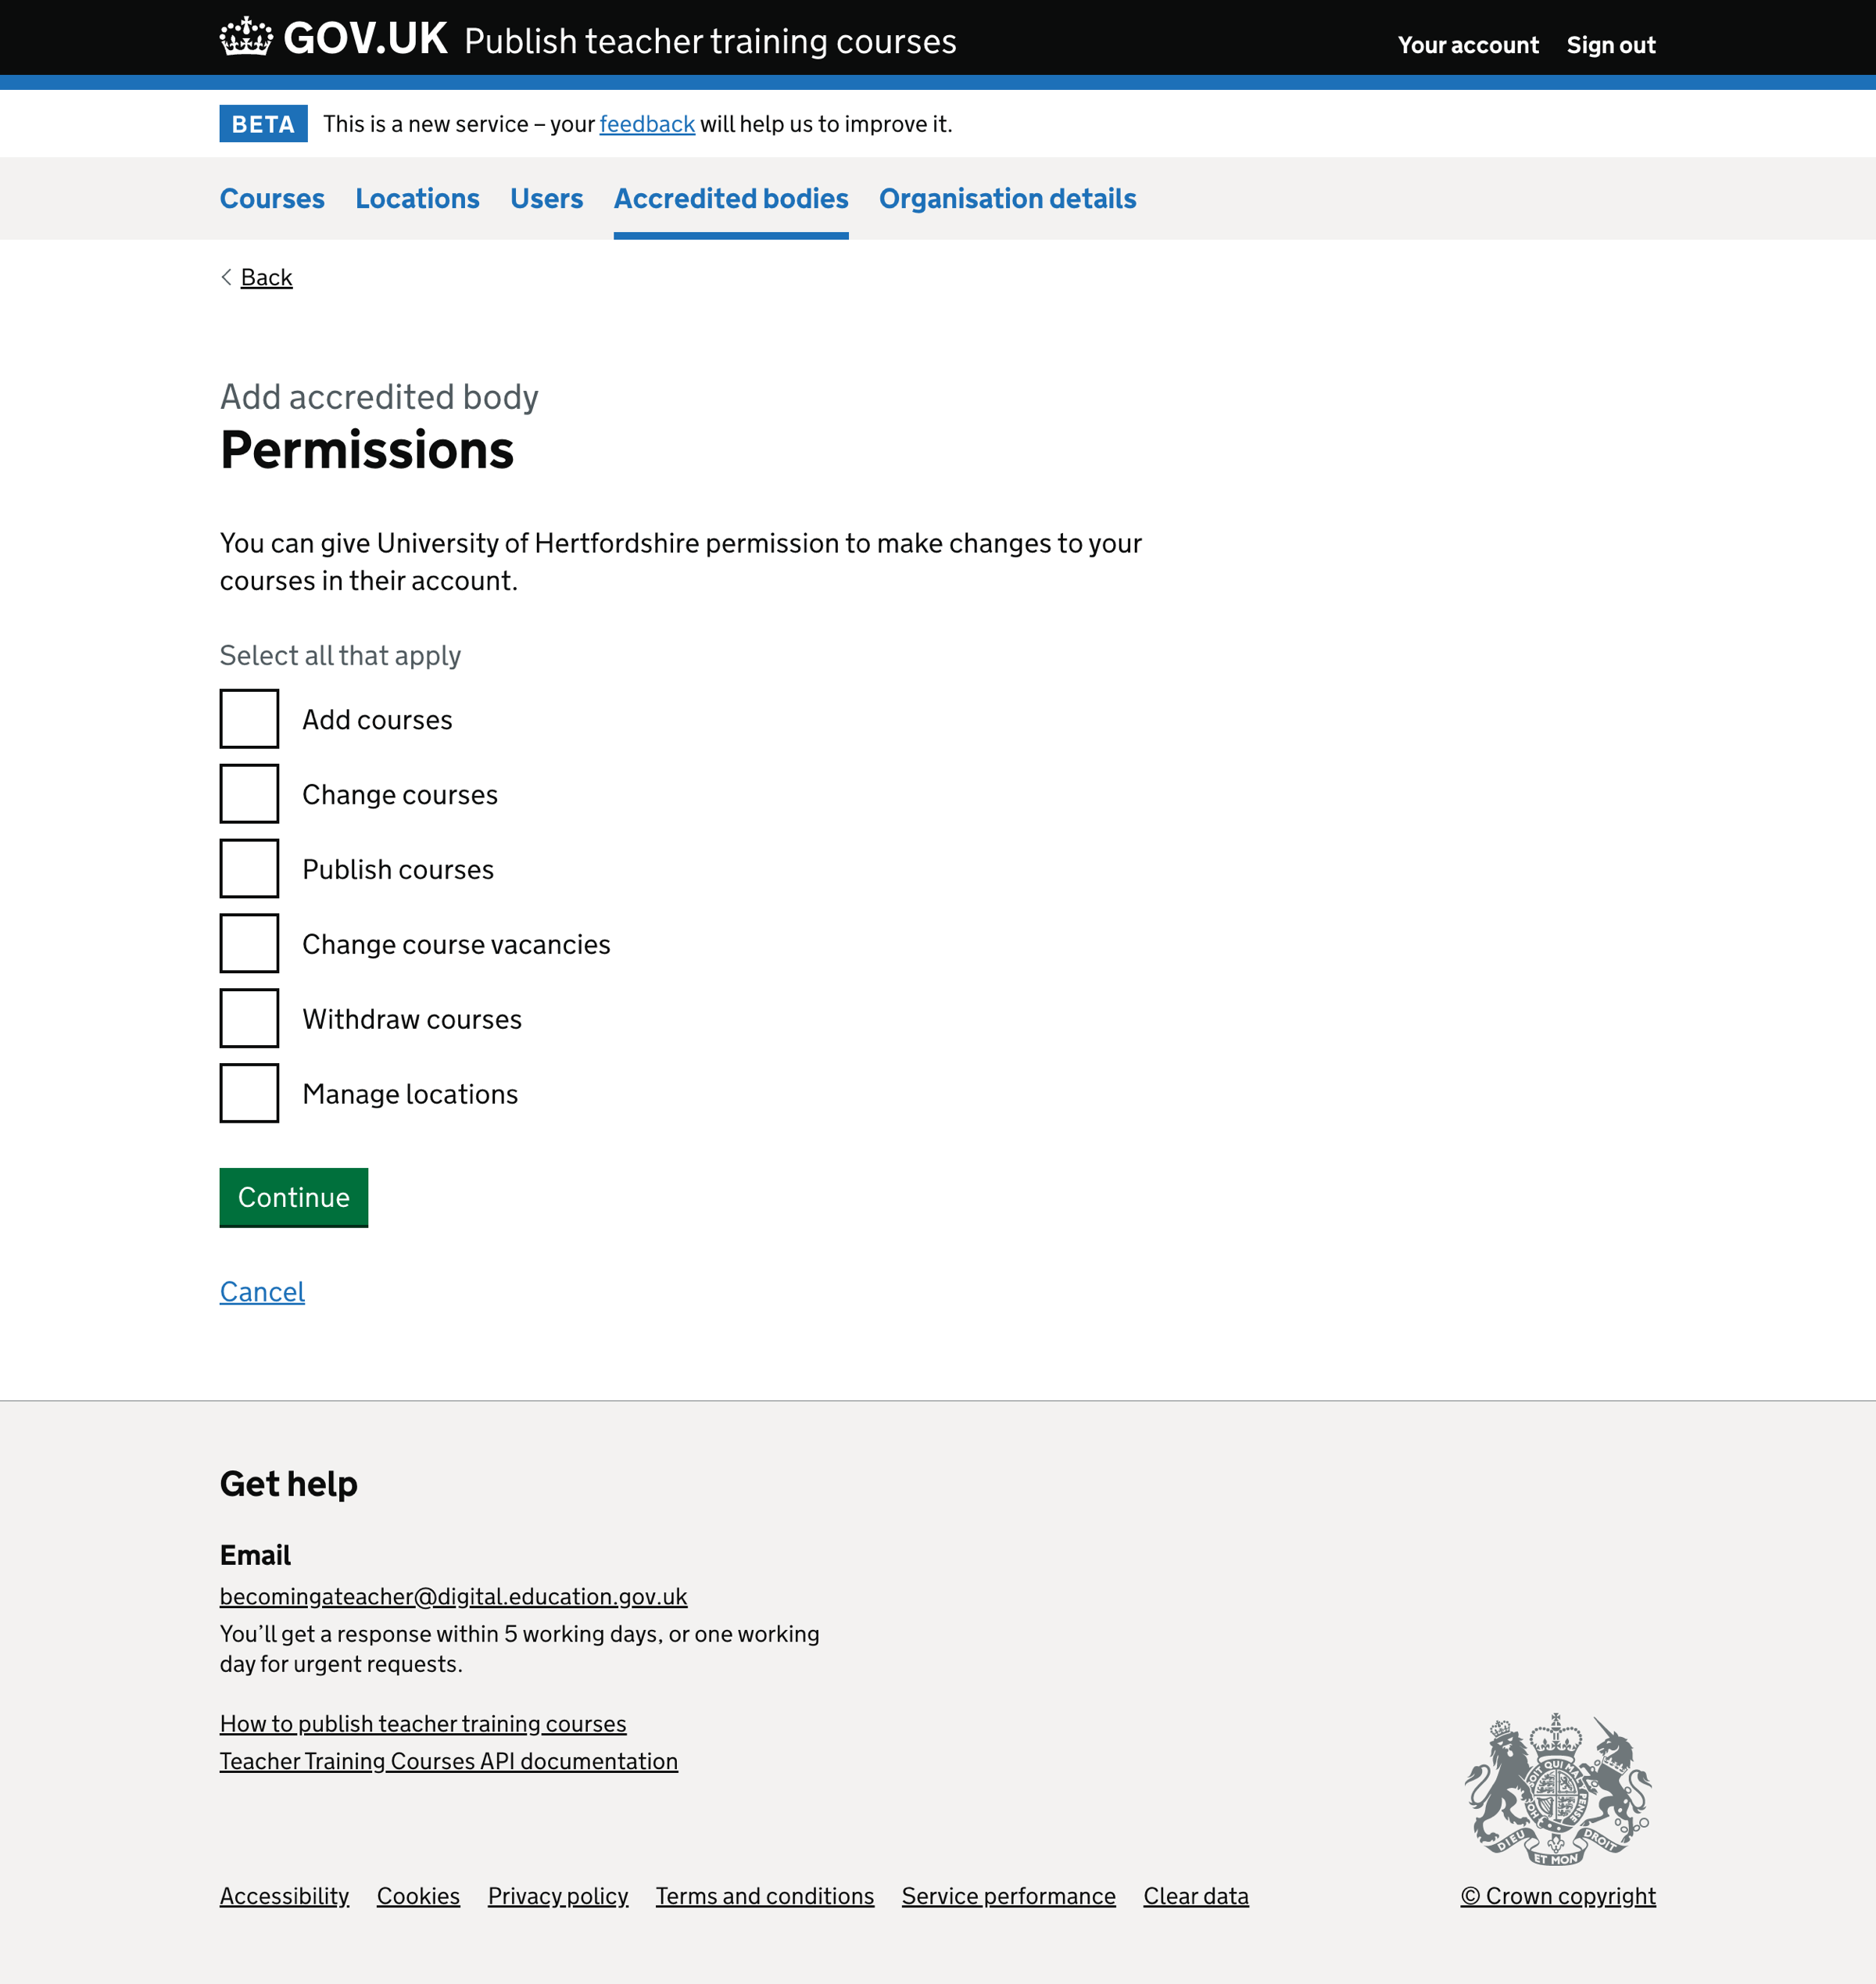 GOV.UK Publish teacher training courses
Your account Sign out
BETA This is a new service – your feedback will help us to improve it.
Courses Locations Users Accredited bodies Organisation details
Back
Add accredited body
Permissions
You can give University of Hertfordshire permission to make changes to your
courses in their account.
Select all that apply
Add courses
Change courses
Publish courses
Change course vacancies
Withdraw courses
Manage locations
Continue
Cancel
Get help
Email
becomingateacher@digital.education.gov.uk
You’ll get a response within 5 working days, or one working
day for urgent requests.
How to publish teacher training courses
Teacher Training Courses API documentation
DIEU ET MON DROIT
Accessibility Cookies Privacy policy Terms and conditions Service performance Clear data
© Crown copyright